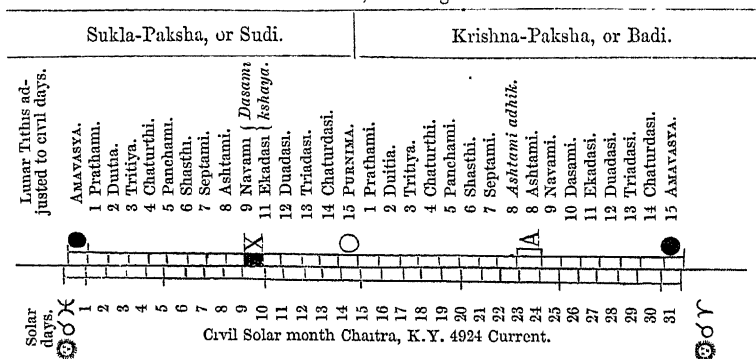 Sukla-Paksha, or Sudi.
Krishna-Paksha, or Badi.
Lunar Tithis ad-
justed to civil days.
AMAVASYA.
1 Prathami.
2 Duitia.
3 Tritiya.
4 Chaturthi.
5 Panchami.
6 Shasthi.
7 Septami.
8 Ashtami.
9 Navami { Dasami
11 Ekadasi { kshaya.
12 Duadasi.
13 Triadasi.
14 Chaturdasi.
15 PURNIMA.
1 Prathami.
2 Duitia.
3 Tritiya.
4 Chaturthi.
5 Panchami.
6 Shasthi.
7 Septami.
8 Ashtami adhik.
8 Ashtami.
9 Navami.
10 Dasami.
11 Ekadasi.
12 Duadasi.
13 Triadasi.
14 Chaturdasi.
15 AMAVASYA.
X
A
Solar
days.
☌ ♓
1 2 3 4 5 6 7 8 9 10 11 12 13 14 15 16 17 18 19 20 21 22 23 24 25 26 27 28 29 30 31
☌ ♈
Civil Solar month Chaitra, K.Y. 4924 Current.